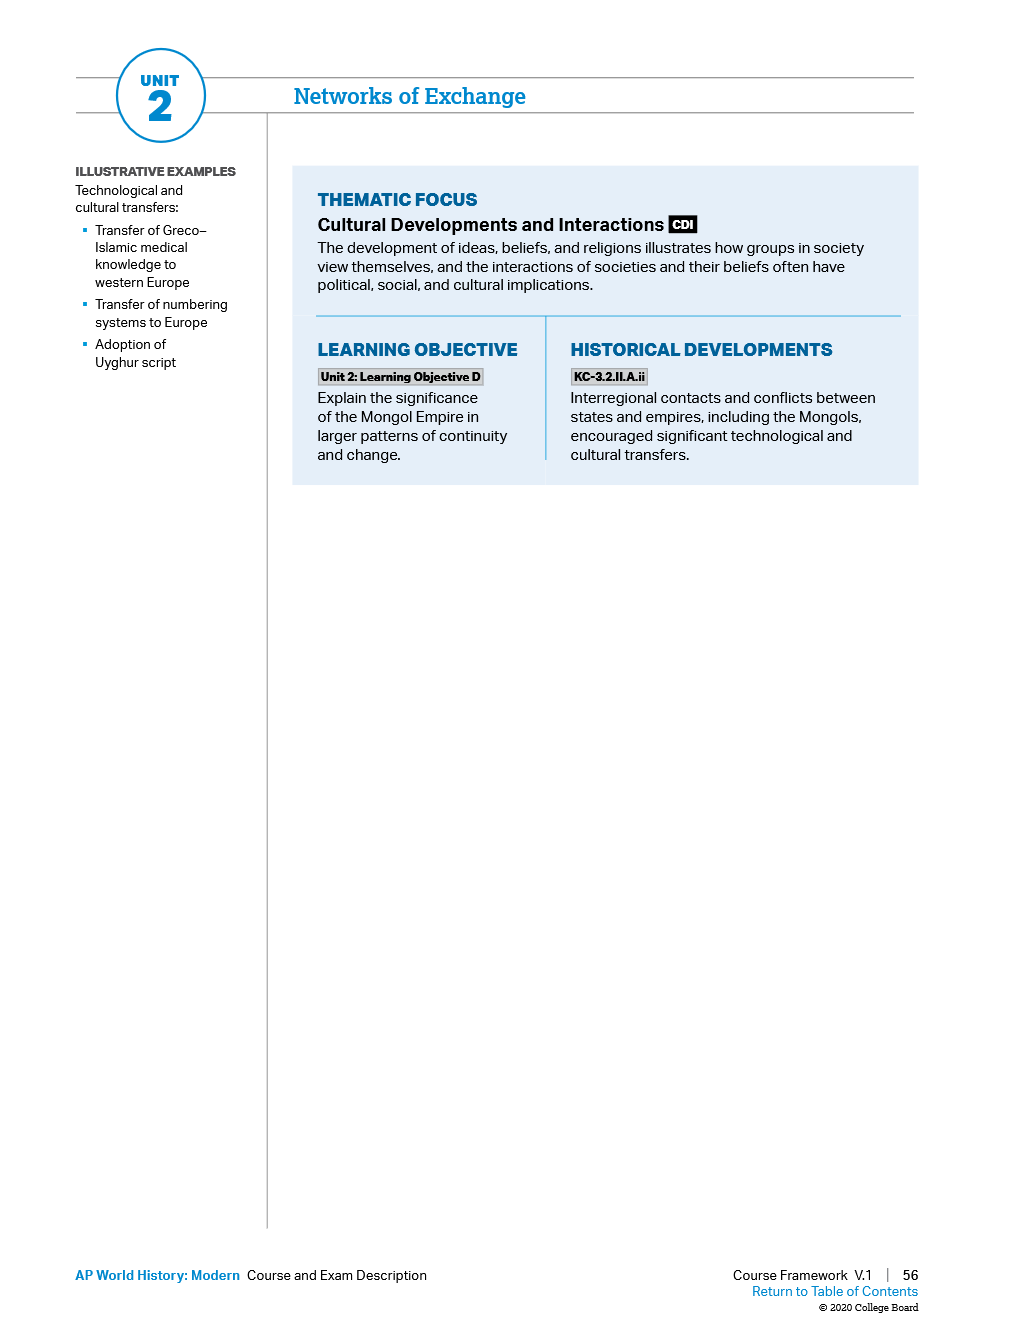 UNIT
2
Networks of Exchange
ILLUSTRATIVE EXAMPLES
Technological and
cultural transfers:
▪ Transfer of Greco–
Islamic medical
knowledge to
western Europe
▪ Transfer of numbering
systems to Europe
▪ Adoption of
Uyghur script
THEMATIC FOCUS
Cultural Developments and Interactions CDI
The development of ideas, beliefs, and religions illustrates how groups in society
view themselves, and the interactions of societies and their beliefs often have
political, social, and cultural implications.
LEARNING OBJECTIVE
Unit 2: Learning Objective D
Explain the significance
of the Mongol Empire in
larger patterns of continuity
and change.
HISTORICAL DEVELOPMENTS
KC-3.2.II.A.ii
Interregional contacts and conflicts between
states and empires, including the Mongols,
encouraged significant technological and
cultural transfers.
AP World History: Modern Course and Exam Description
Course Framework V.1 | 56
Return to Table of Contents
© 2020 College Board